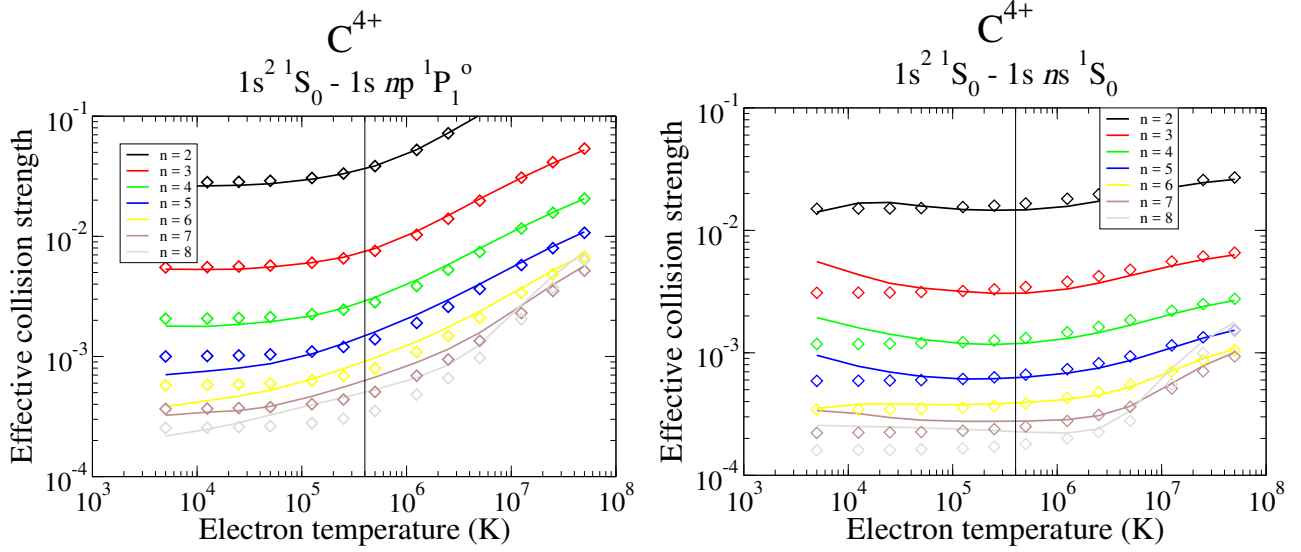 C⁴⁺
1s² ¹S₀ - 1s np ¹P₁°
Effective collision strength
10⁻¹
10⁻²
10⁻³
10⁻⁴
n = 2
n = 3
n = 4
n = 5
n = 6
n = 7
n = 8
10³ 10⁴ 10⁵ 10⁶ 10⁷ 10⁸
Electron temperature (K)
C⁴⁺
1s² ¹S₀ - 1s ns ¹S₀
Effective collision strength
10⁻¹
10⁻²
10⁻³
10⁻⁴
n = 2
n = 3
n = 4
n = 5
n = 6
n = 7
n = 8
10³ 10⁴ 10⁵ 10⁶ 10⁷ 10⁸
Electron temperature (K)